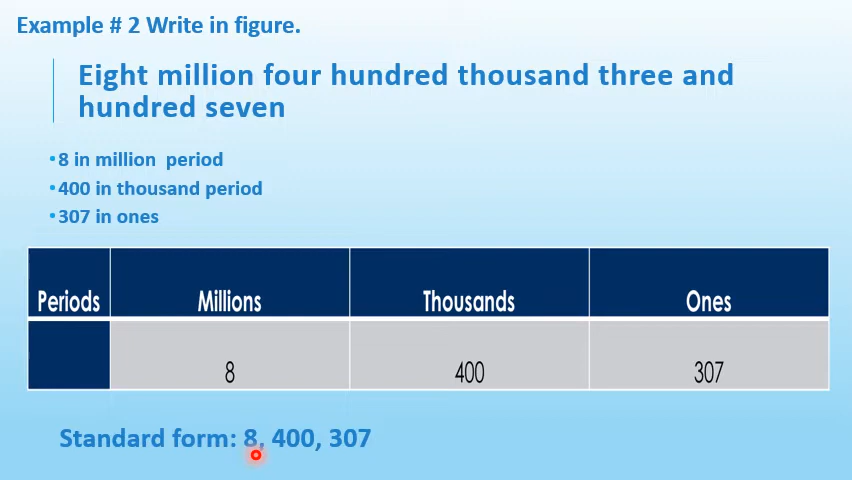 Example # 2 Write in figure.
Eight million four hundred thousand three and
hundred seven
•8 in million period
•400 in thousand period
•307 in ones
Periods Millions Thousands Ones
8 400 307
Standard form: 8, 400, 307